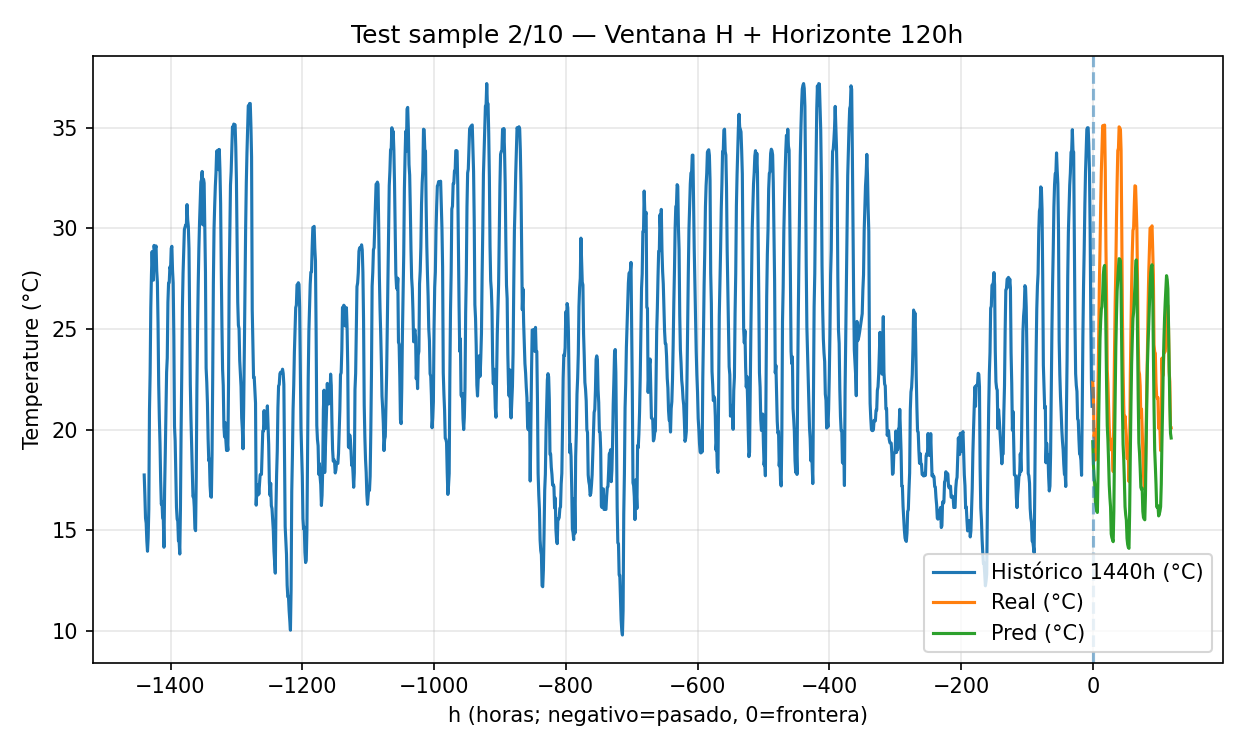 Test sample 2/10 — Ventana H + Horizonte 120h
Temperature (°C)
35
30
25
20
15
10
Histórico 1440h (°C)
Real (°C)
Pred (°C)
−1400 −1200 −1000 −800 −600 −400 −200 0
h (horas; negativo=pasado, 0=frontera)